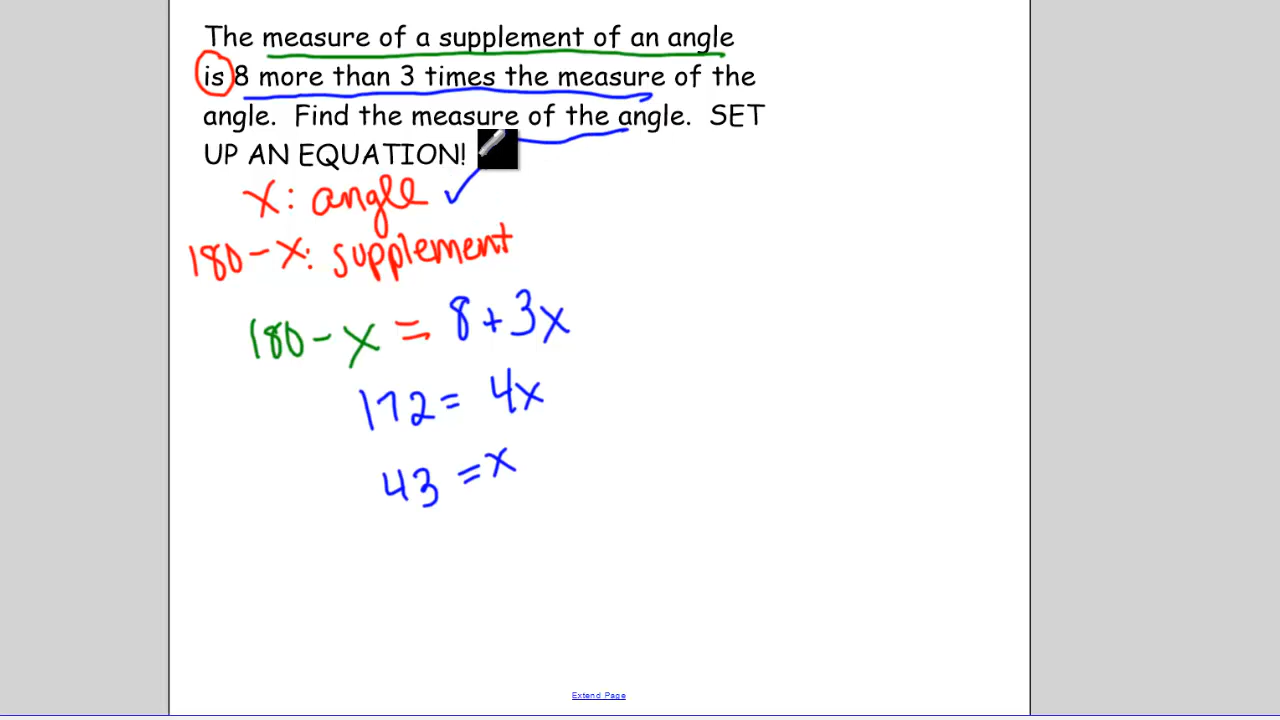 The measure of a supplement of an angle
is 8 more than 3 times the measure of the
angle. Find the measure of the angle. SET
UP AN EQUATION!
x: angle ✓
180 - x: supplement
180 - x = 8 + 3x
172 = 4x
43 = x
Extend Page